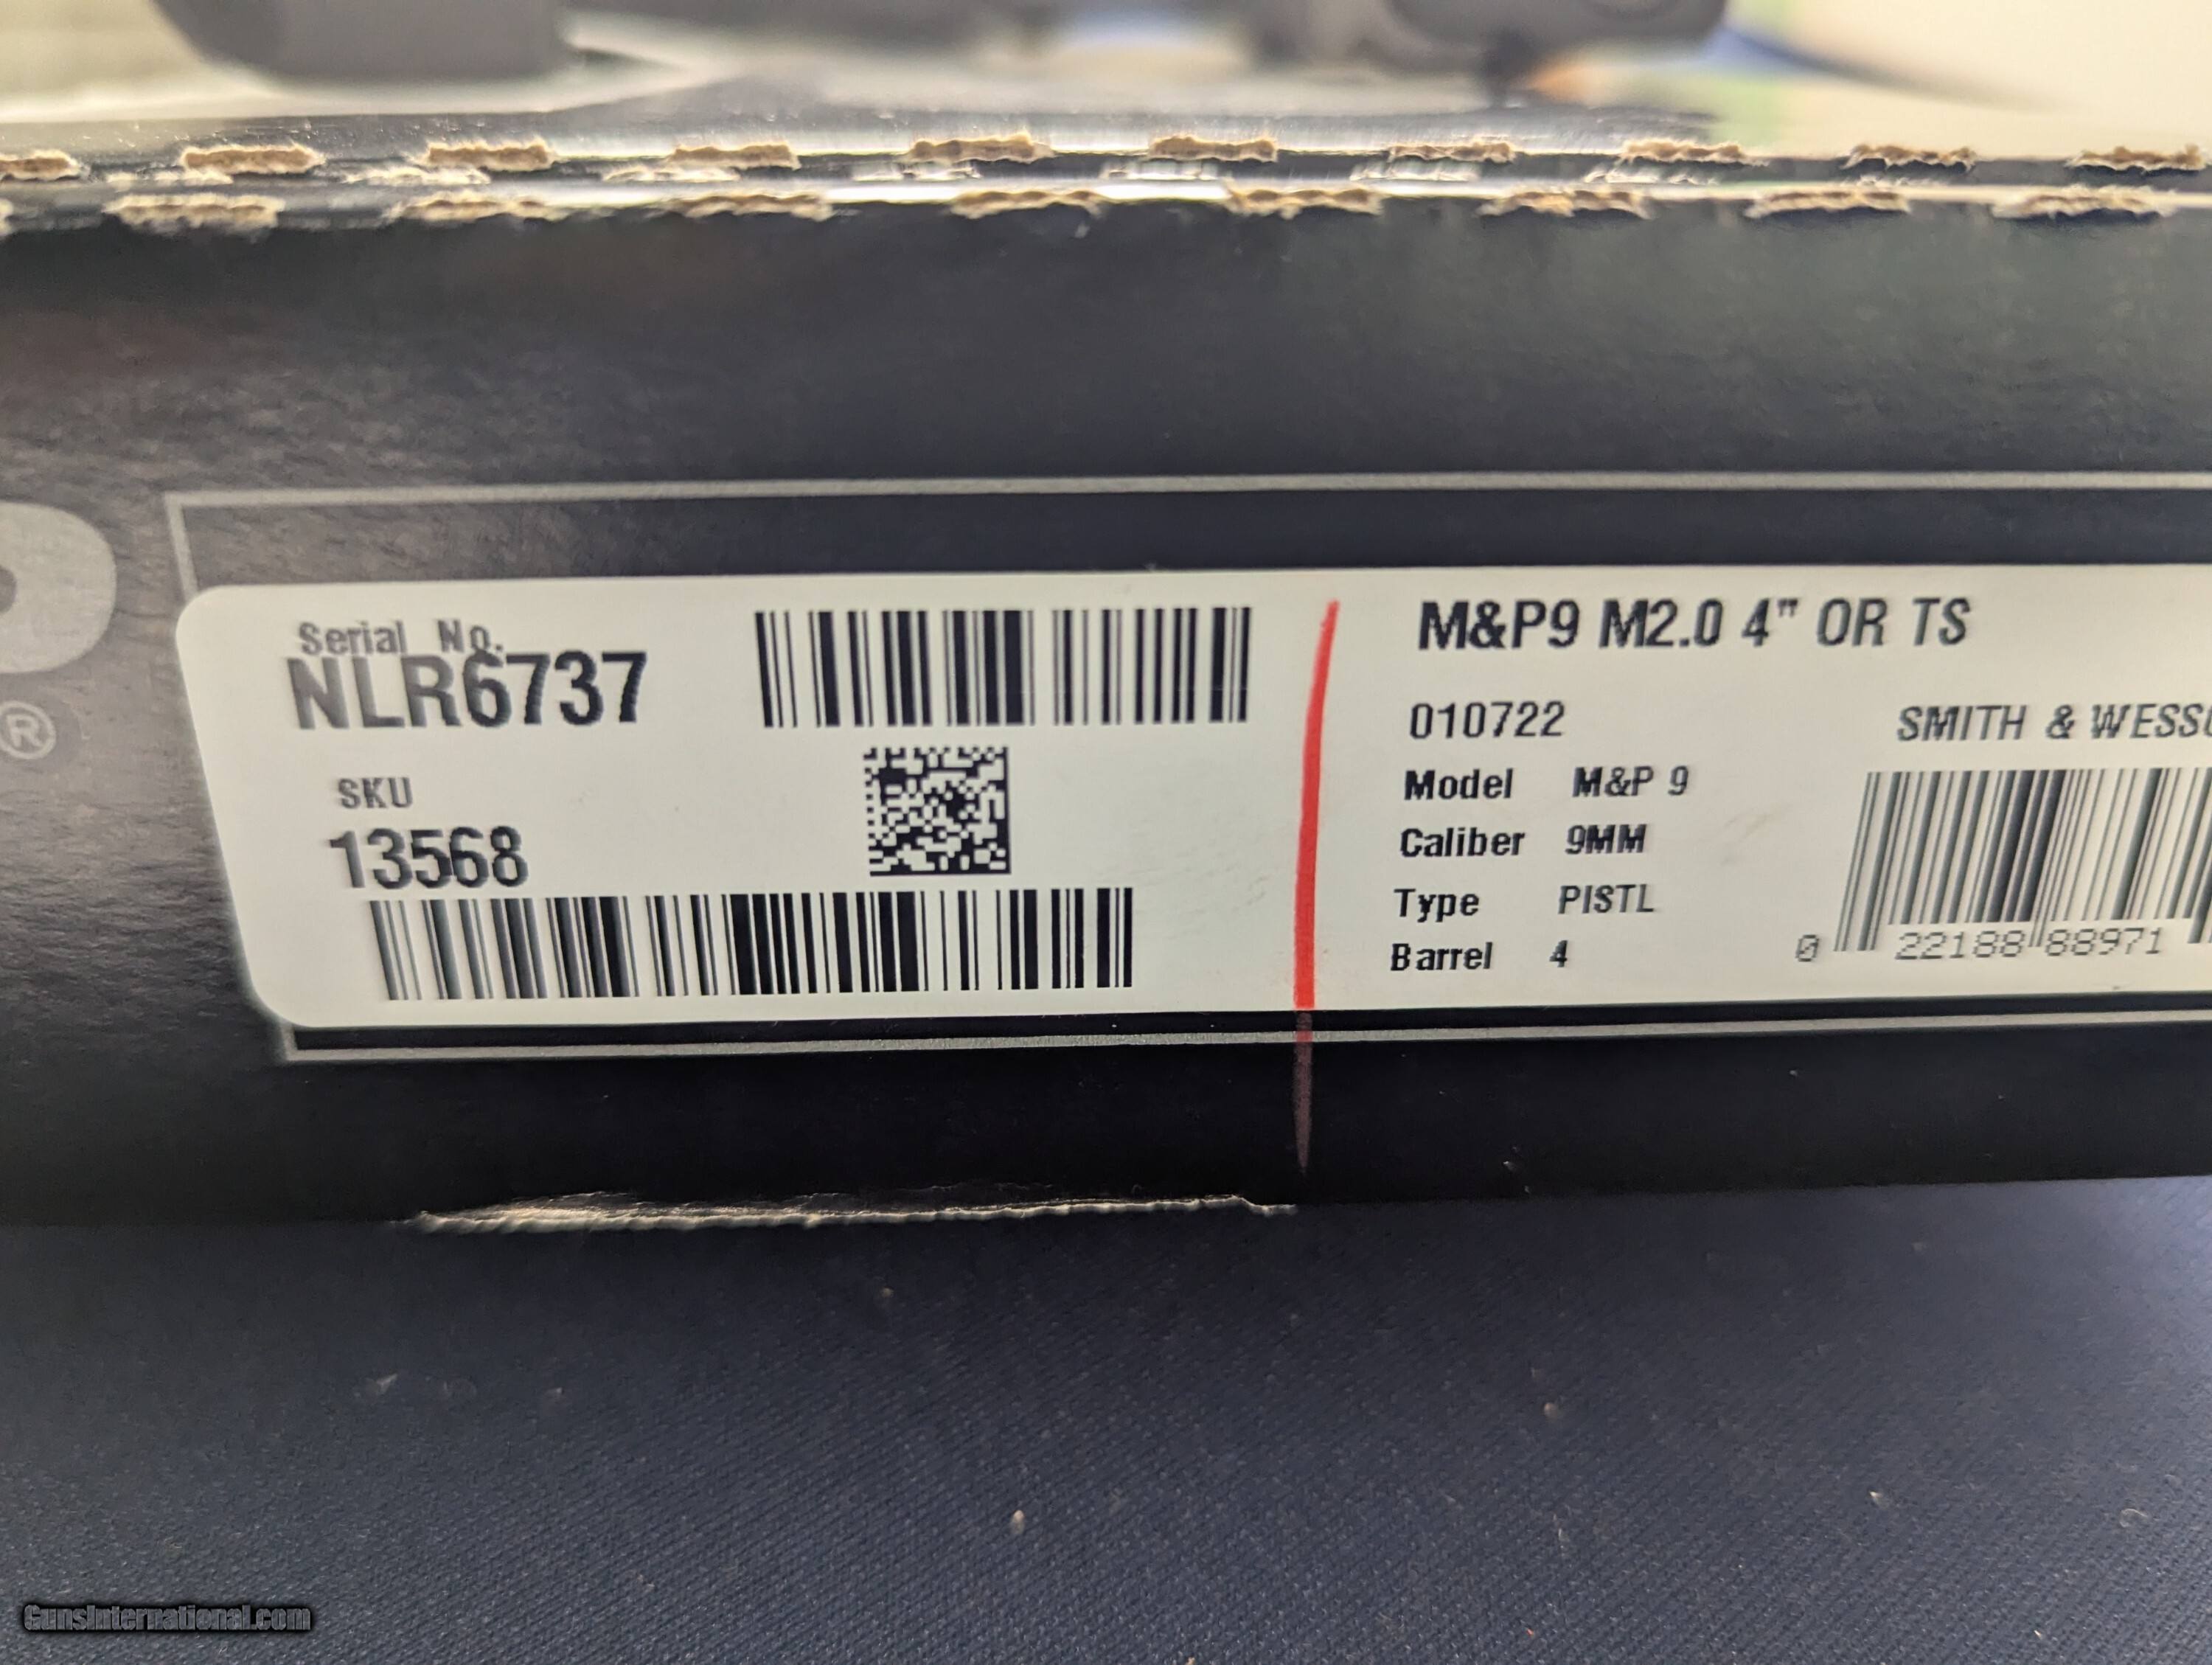 ®
Serial No.
NLR6737
SKU
13568
M&P9 M2.0 4" OR TS
010722
SMITH & WESSO
Model M&P 9
Caliber 9MM
Type PISTL
Barrel 4
0 22188 88971
GunsInternational.com